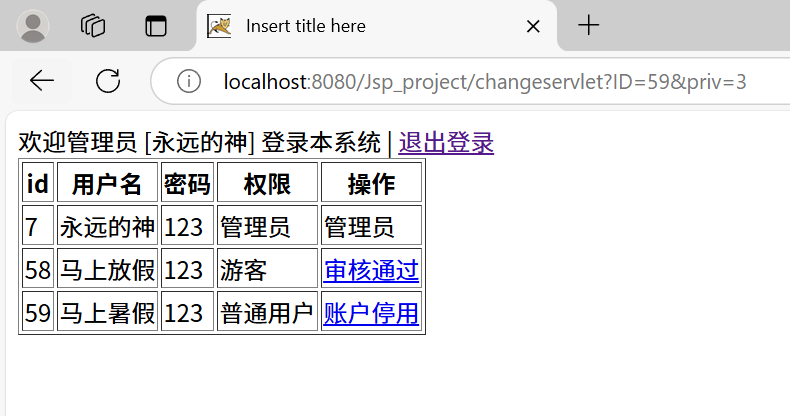 Insert title here
localhost:8080/Jsp_project/changeservlet?ID=59&priv=3
欢迎管理员 [永远的神] 登录本系统 | 退出登录
id 用户名 密码 权限 操作
7 永远的神 123 管理员 管理员
58 马上放假 123 游客 审核通过
59 马上暑假 123 普通用户 账户停用